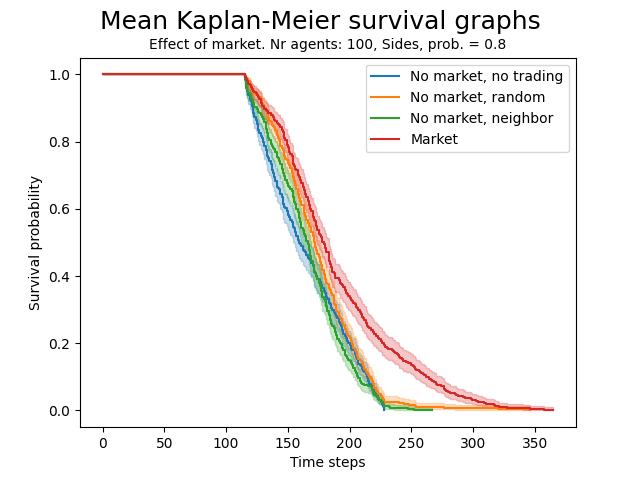 Mean Kaplan-Meier survival graphs
Effect of market. Nr agents: 100, Sides, prob. = 0.8
No market, no trading
No market, random
No market, neighbor
Market
Survival probability
1.0
0.8
0.6
0.4
0.2
0.0
0 50 100 150 200 250 300 350
Time steps